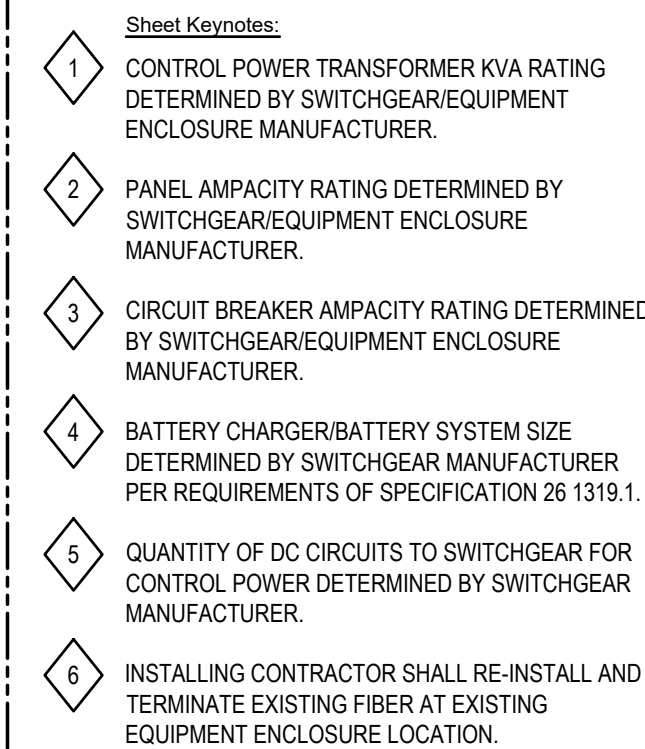 Sheet Keynotes:
1 CONTROL POWER TRANSFORMER KVA RATING
DETERMINED BY SWITCHGEAR/EQUIPMENT
ENCLOSURE MANUFACTURER.
2 PANEL AMPACITY RATING DETERMINED BY
SWITCHGEAR/EQUIPMENT ENCLOSURE
MANUFACTURER.
3 CIRCUIT BREAKER AMPACITY RATING DETERMINED
BY SWITCHGEAR/EQUIPMENT ENCLOSURE
MANUFACTURER.
4 BATTERY CHARGER/BATTERY SYSTEM SIZE
DETERMINED BY SWITCHGEAR MANUFACTURER
PER REQUIREMENTS OF SPECIFICATION 26 1319.1.
5 QUANTITY OF DC CIRCUITS TO SWITCHGEAR FOR
CONTROL POWER DETERMINED BY SWITCHGEAR
MANUFACTURER.
6 INSTALLING CONTRACTOR SHALL RE-INSTALL AND
TERMINATE EXISTING FIBER AT EXISTING
EQUIPMENT ENCLOSURE LOCATION.